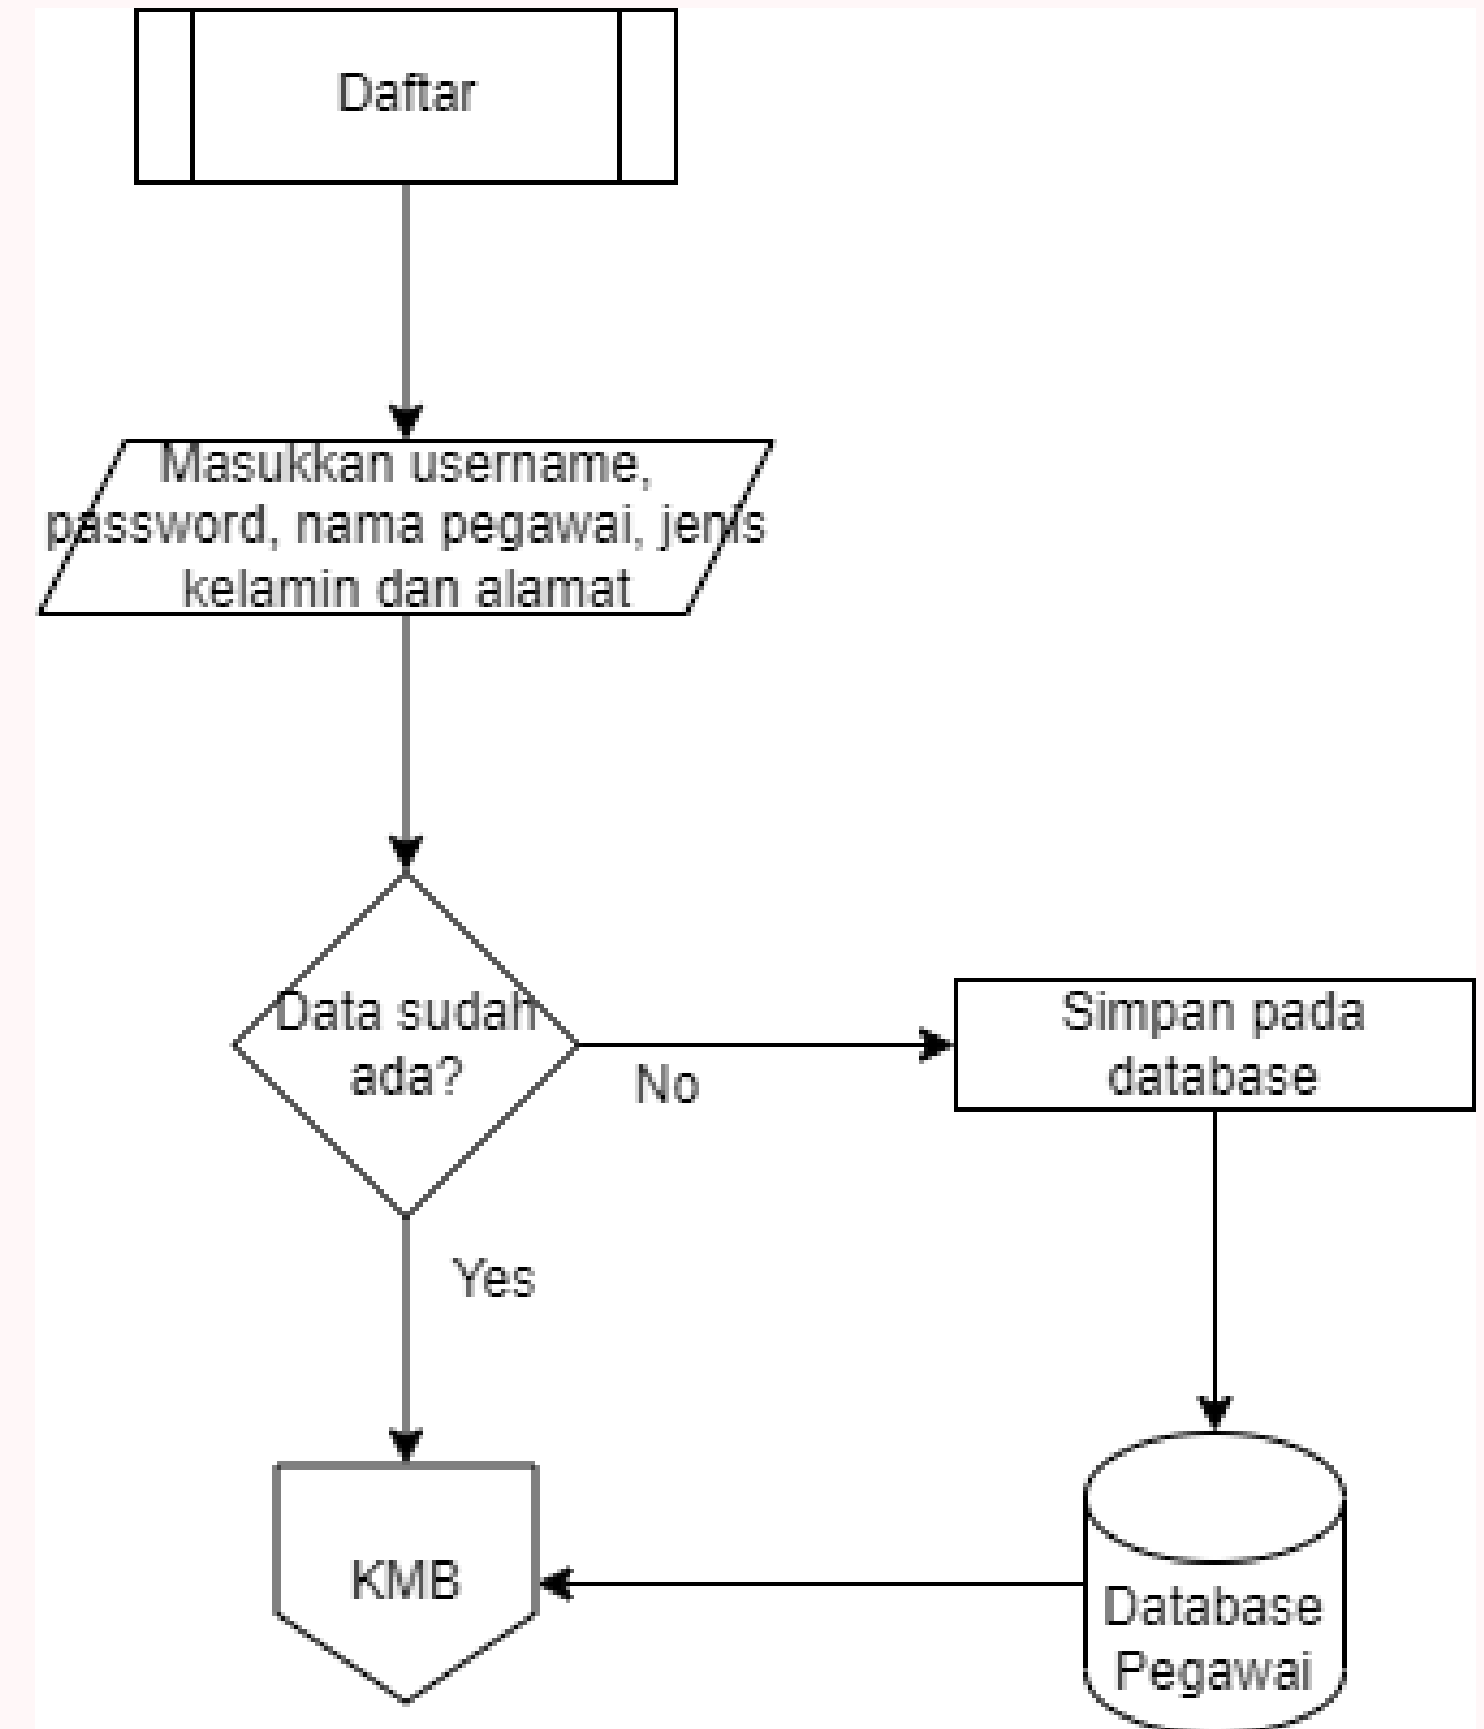 Daftar
Masukkan username,
password, nama pegawai, jenis
kelamin dan alamat
Data sudah
ada?
No
Simpan pada
database
Yes
KMB
Database
Pegawai